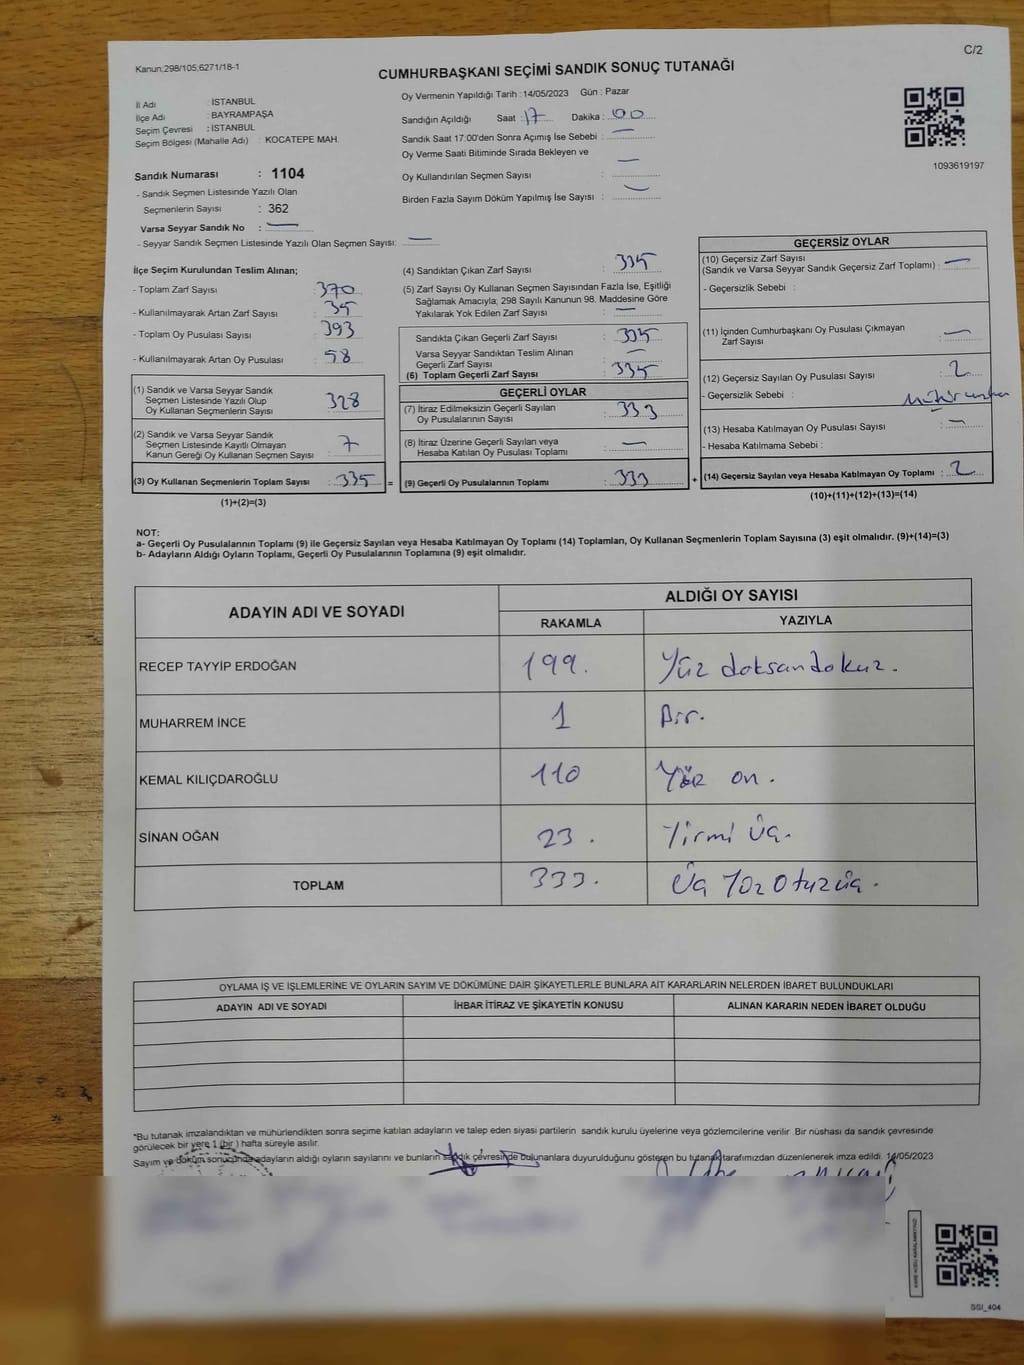 Kanun:298/105;6271/18-1
C/2
CUMHURBAŞKANI SEÇİMİ SANDIK SONUÇ TUTANAĞI
İl Adı : İSTANBUL
İlçe Adı : BAYRAMPAŞA
Seçim Çevresi : İSTANBUL
Seçim Bölgesi (Mahalle Adı) : KOCATEPE MAH.
Sandık Numarası : 1104
- Sandık Seçmen Listesinde Yazılı Olan
Seçmenlerin Sayısı : 362
Varsa Seyyar Sandık No : —
- Seyyar Sandık Seçmen Listesinde Yazılı Olan Seçmen Sayısı: —
Oy Vermenin Yapıldığı Tarih : 14/05/2023 Gün : Pazar
Sandığın Açıldığı Saat : 17 Dakika : 00
Sandık Saat 17:00'den Sonra Açımış İse Sebebi : —
Oy Verme Saati Bitiminde Sırada Bekleyen ve
Oy Kullandırılan Seçmen Sayısı : —
Birden Fazla Sayım Döküm Yapılmış İse Sayısı : —
1093619197
İlçe Seçim Kurulundan Teslim Alınan;
- Toplam Zarf Sayısı : 370
- Kullanılmayarak Artan Zarf Sayısı : 35
- Toplam Oy Pusulası Sayısı : 393
- Kullanılmayarak Artan Oy Pusulası : 58
(1) Sandık ve Varsa Seyyar Sandık
Seçmen Listesinde Yazılı Olup
Oy Kullanan Seçmenlerin Sayısı : 328
(2) Sandık ve Varsa Seyyar Sandık
Seçmen Listesinde Kayıtlı Olmayan
Kanun Gereği Oy Kullanan Seçmen Sayısı : 7
(3) Oy Kullanan Seçmenlerin Toplam Sayısı : 335 =
(1)+(2)=(3)
(4) Sandıktan Çıkan Zarf Sayısı : 335
(5) Zarf Sayısı Oy Kullanan Seçmen Sayısından Fazla İse, Eşitliği
Sağlamak Amacıyla; 298 Sayılı Kanunun 98. Maddesine Göre
Yakılarak Yok Edilen Zarf Sayısı : —
Sandıkta Çıkan Geçerli Zarf Sayısı : 335
Varsa Seyyar Sandıktan Teslim Alınan
Geçerli Zarf Sayısı : —
(6) Toplam Geçerli Zarf Sayısı : 335
GEÇERLİ OYLAR
(7) İtiraz Edilmeksizin Geçerli Sayılan
Oy Pusulasının Sayısı : 333
(8) İtiraz Üzerine Geçerli Sayılan veya
Hesaba Katılan Oy Pusulası Toplamı : —
(9) Geçerli Oy Pusulalarının Toplamı : 333 +
GEÇERSİZ OYLAR
(10) Geçersiz Zarf Sayısı
(Sandık ve Varsa Seyyar Sandık Geçersiz Zarf Toplamı) : —
- Geçersizlik Sebebi :
(11) İçinden Cumhurbaşkanı Oy Pusulası Çıkmayan
Zarf Sayısı : —
(12) Geçersiz Sayılan Oy Pusulası Sayısı : 2
- Geçersizlik Sebebi :
(13) Hesaba Katılmayan Oy Pusulası Sayısı : —
- Hesaba Katılmama Sebebi :
(14) Geçersiz Sayılan veya Hesaba Katılmayan Oy Toplamı : 2
(10)+(11)+(12)+(13)=(14)
NOT:
a- Geçerli Oy Pusulalarının Toplamı (9) ile Geçersiz Sayılan veya Hesaba Katılmayan Oy Toplamı (14) Toplamları, Oy Kullanan Seçmenlerin Toplam Sayısına (3) eşit olmalıdır. (9)+(14)=(3)
b- Adayların Aldığı Oyların Toplamı, Geçerli Oy Pusulalarının Toplamına (9) eşit olmalıdır.
ADAYIN ADI VE SOYADI
ALDIĞI OY SAYISI
RAKAMLA YAZIYLA
RECEP TAYYİP ERDOĞAN 199. Yüz doksandokuz.
MUHARREM İNCE 1 Bir.
KEMAL KILIÇDAROĞLU 110 Yüz on.
SİNAN OĞAN 23. Yirmi Üç.
TOPLAM 333. Üç Yüz Otuzüç.
OYLAMA İŞ VE İŞLEMLERİNE VE OYLARIN SAYIM VE DÖKÜMÜNE DAİR ŞİKAYETLERLE BUNLARA AİT KARARLARIN NELERDEN İBARET BULUNDUKLARI
ADAYIN ADI VE SOYADI İHBAR İTİRAZ VE ŞİKAYETİN KONUSU ALINAN KARARIN NEDEN İBARET OLDUĞU
*Bu tutanak imzalandıktan ve mühürlendikten sonra seçime katılan adayların ve talep eden siyasi partilerin sandık kurulu üyelerine veya gözlemcilerine verilir .Bir nüshası da sandık çevresinde
görülecek bir yere 1 (bir ) hafta süreyle asılır.
Sayım ve döküm sonucunda adayların aldığı oyların sayılarını ve bunların sandık çevresinde bulunanlara duyurulduğunu gösteren bu tutanak tarafımızdan düzenlenerek imza edildi. 14/05/2023
SSI_404